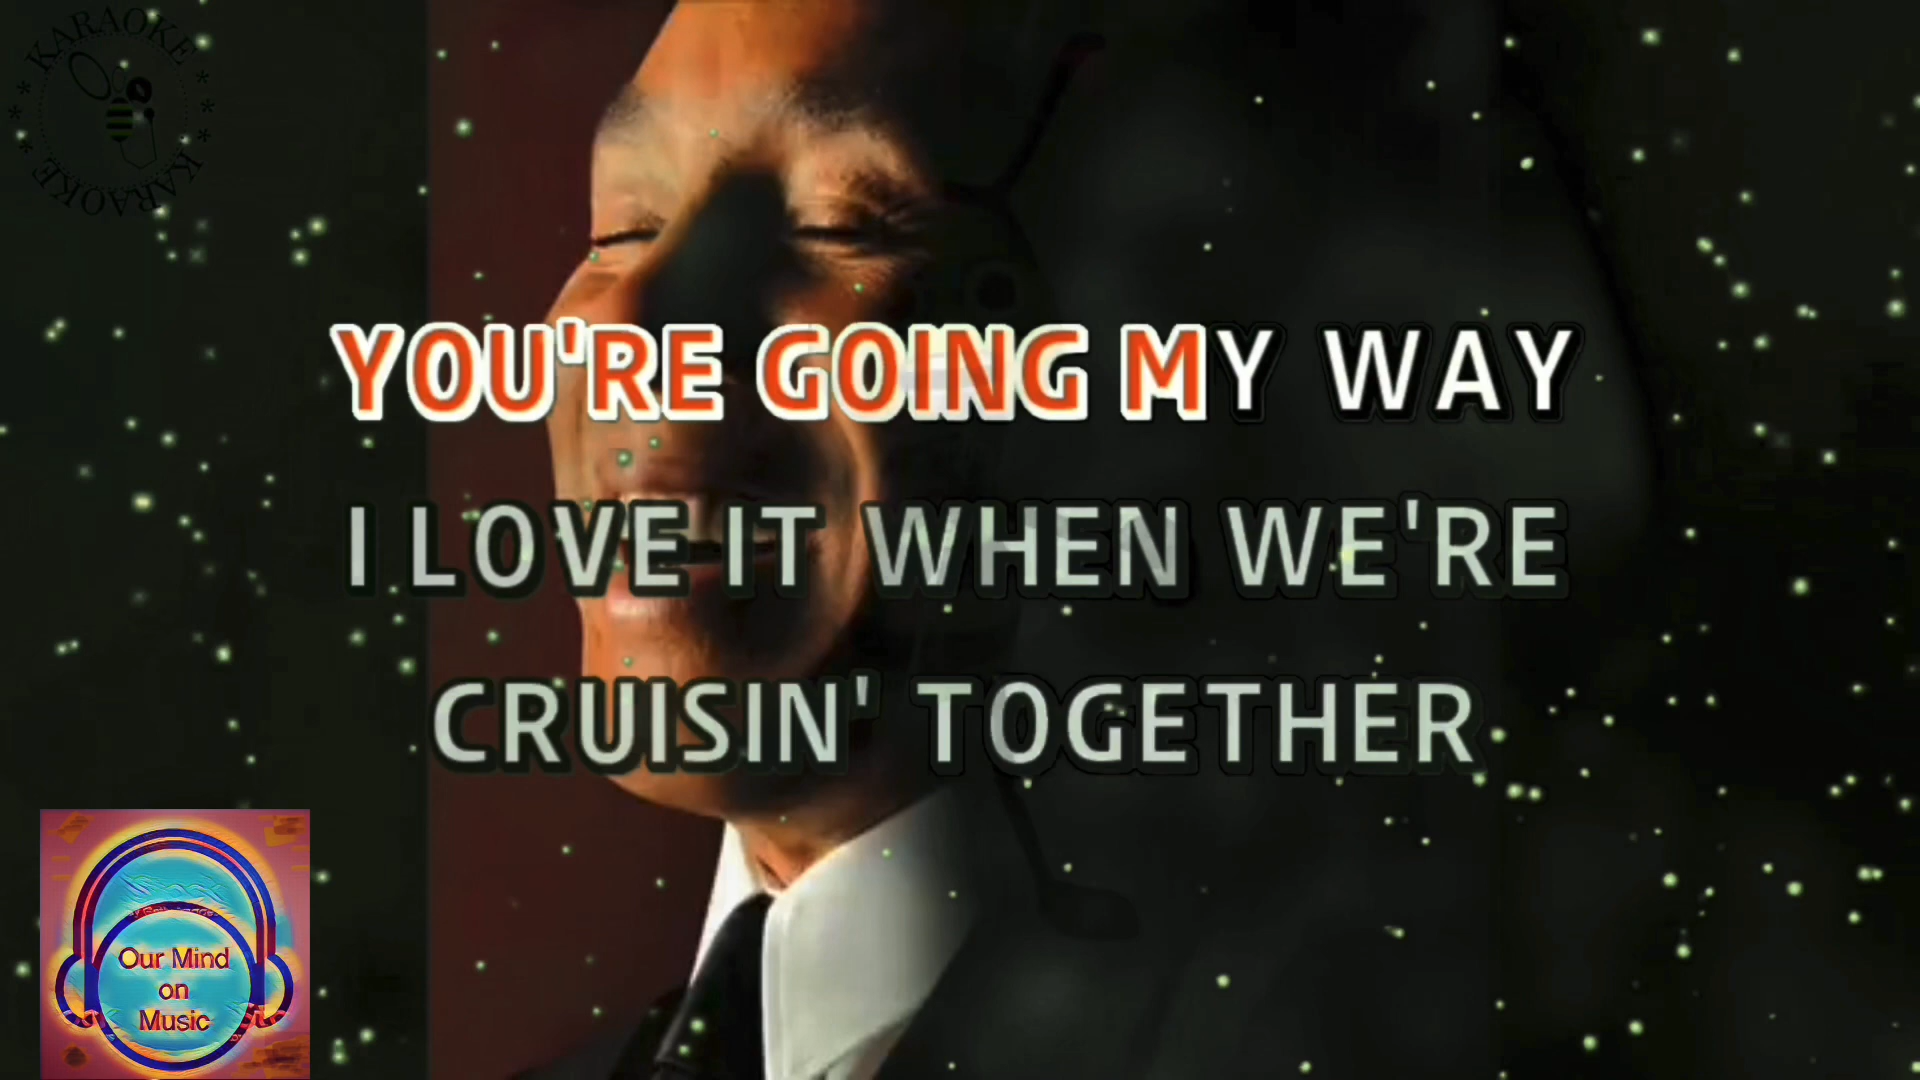 KARAOKE
KARAOKE
YOU'RE GOING MY WAY
I LOVE IT WHEN WE'RE
CRUISIN' TOGETHER
Our Mind
on
Music